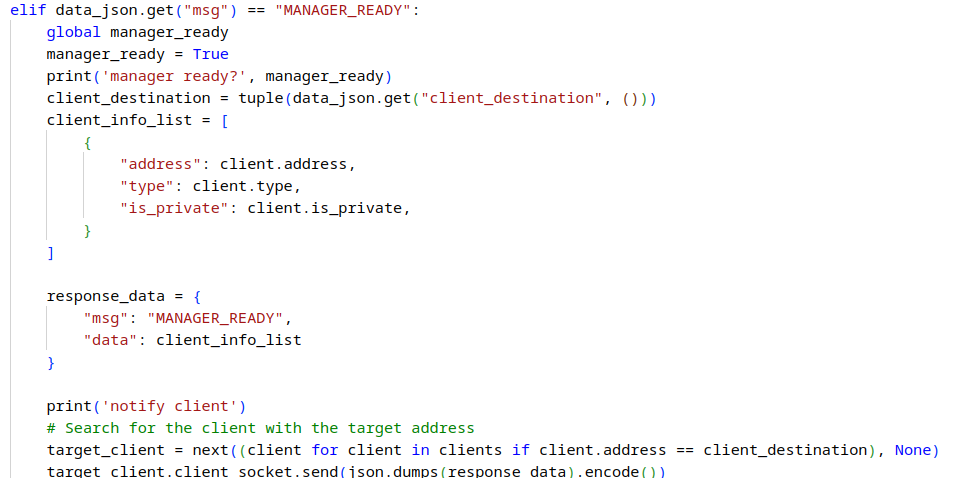 elif data_json.get("msg") == "MANAGER_READY":
    global manager_ready
    manager_ready = True
    print('manager ready?', manager_ready)
    client_destination = tuple(data_json.get("client_destination", ()))
    client_info_list = [
        {
            "address": client.address,
            "type": client.type,
            "is_private": client.is_private,
        }
    ]

    response_data = {
        "msg": "MANAGER_READY",
        "data": client_info_list
    }

    print('notify client')
    # Search for the client with the target address
    target_client = next((client for client in clients if client.address == client_destination), None)
    target_client.client_socket.send(json.dumps(response_data).encode())